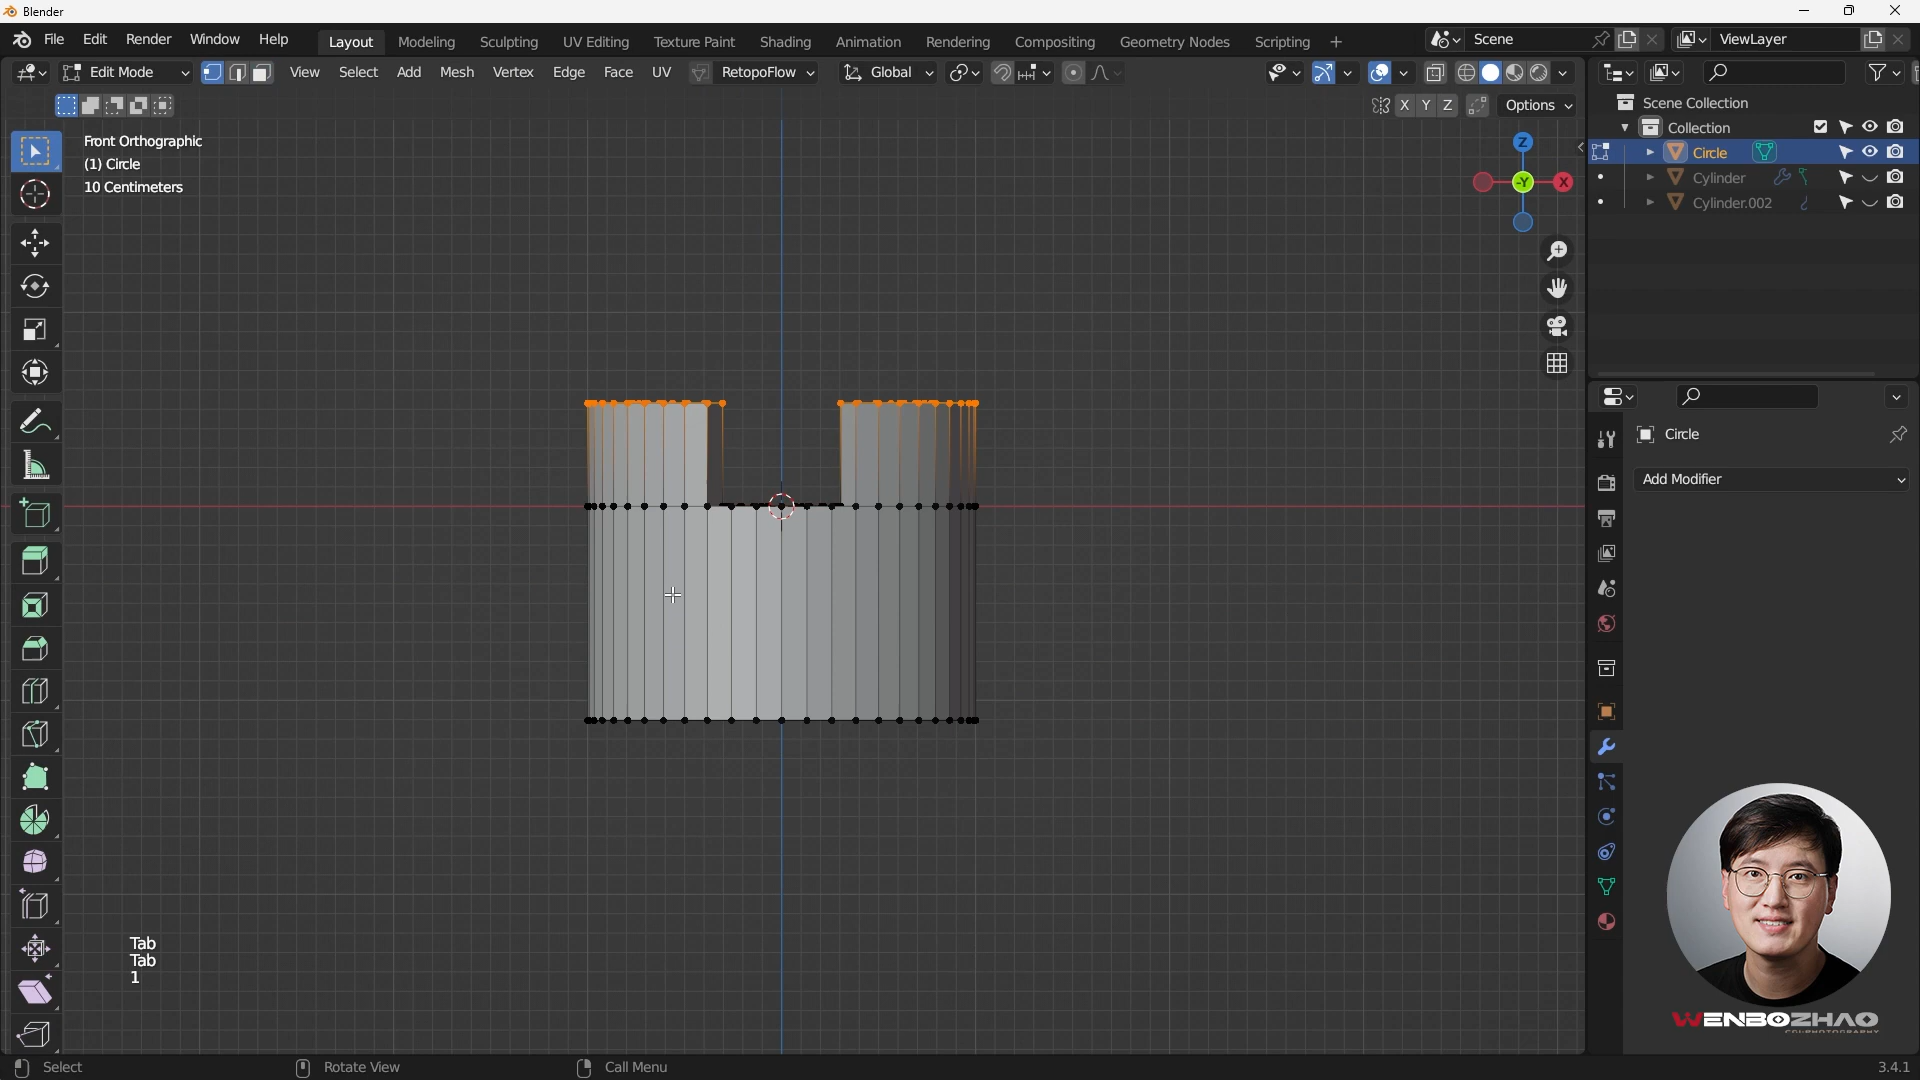 Blender
File Edit Render Window Help Layout Modeling Sculpting UV Editing Texture Paint Shading Animation Rendering Compositing Geometry Nodes Scripting + Scene ViewLayer
Edit Mode View Select Add Mesh Vertex Edge Face UV RetopoFlow Global
X Y Z Options
Front Orthographic
(1) Circle
10 Centimeters
Z
-Y X
Scene Collection
Collection
Circle
Cylinder
Cylinder.002
Circle
Add Modifier
Tab
Tab
1
WENBOZHAO
Select Rotate View Call Menu 3.4.1